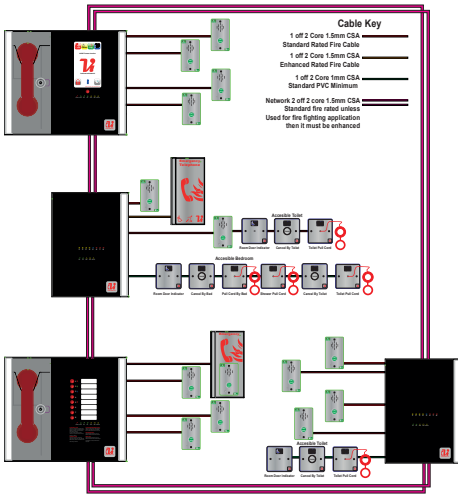 Cable Key
1 off 2 Core 1.5mm CSA
Standard Rated Fire Cable
1 off 2 Core 1.5mm CSA
Enhanced Rated Fire Cable
1 off 2 Core 1mm CSA
Standard PVC Minimum
Network 2 off 2 core 1.5mm CSA
Standard fire rated unless
Used for fire fighting application
then it must be enhanced
Accessible Toilet
Room Door Indicator
Cancel By Toilet
Toilet Pull Cord
Accessible Bedroom
Room Door Indicator
Cancel By Bed
Pull Cord By Bed
Shower Pull Cord
Cancel By Toilet
Toilet Pull Cord
Accessible Toilet
Room Door Indicator
Cancel By Toilet
Toilet Pull Cord